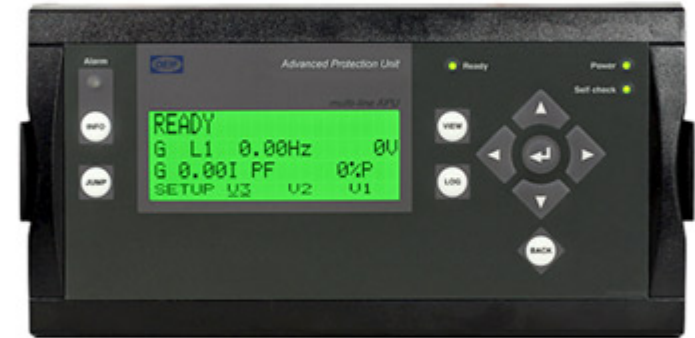 Alarm
DEIF
Advanced Protection Unit
multi-line APU
Ready
Power
Self-check
INFO
JUMP
READY
G L1 0.00Hz 0V
G 0.00I PF 0%P
SETUP V3 V2 V1
VIEW
LOG
BACK